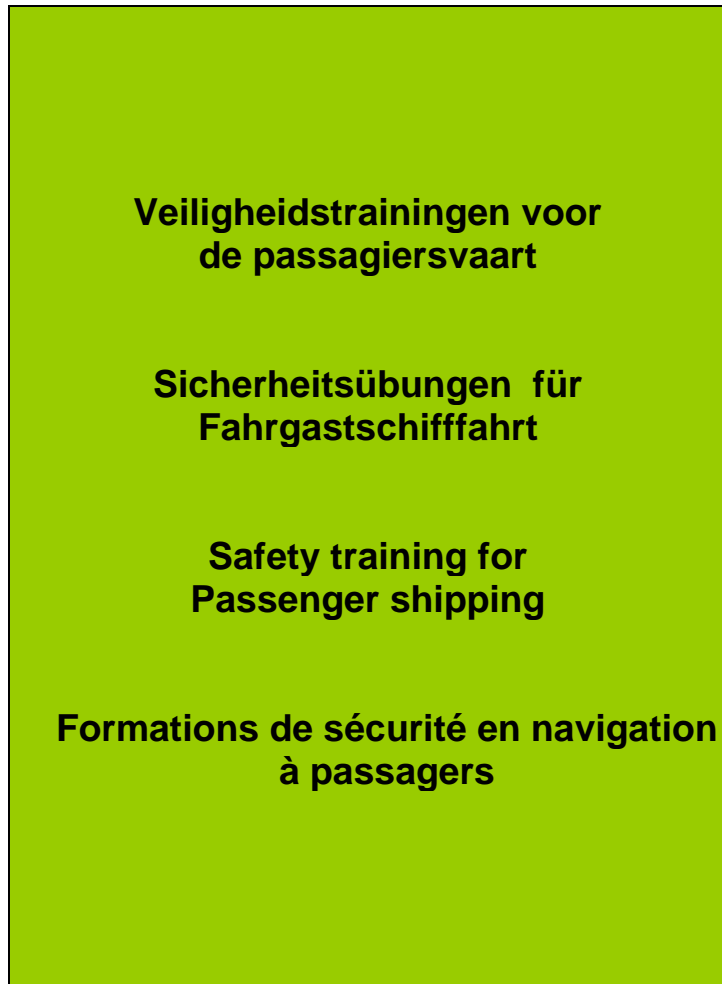 Veiligheidstrainingen voor
de passagiersvaart
Sicherheitsübungen für
Fahrgastschifffahrt
Safety training for
Passenger shipping
Formations de sécurité en navigation
à passagers